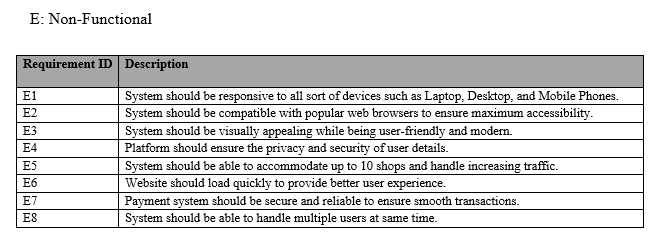 E: Non-Functional
Requirement ID Description
E1 System should be responsive to all sort of devices such as Laptop, Desktop, and Mobile Phones.
E2 System should be compatible with popular web browsers to ensure maximum accessibility.
E3 System should be visually appealing while being user-friendly and modern.
E4 Platform should ensure the privacy and security of user details.
E5 System should be able to accommodate up to 10 shops and handle increasing traffic.
E6 Website should load quickly to provide better user experience.
E7 Payment system should be secure and reliable to ensure smooth transactions.
E8 System should be able to handle multiple users at same time.